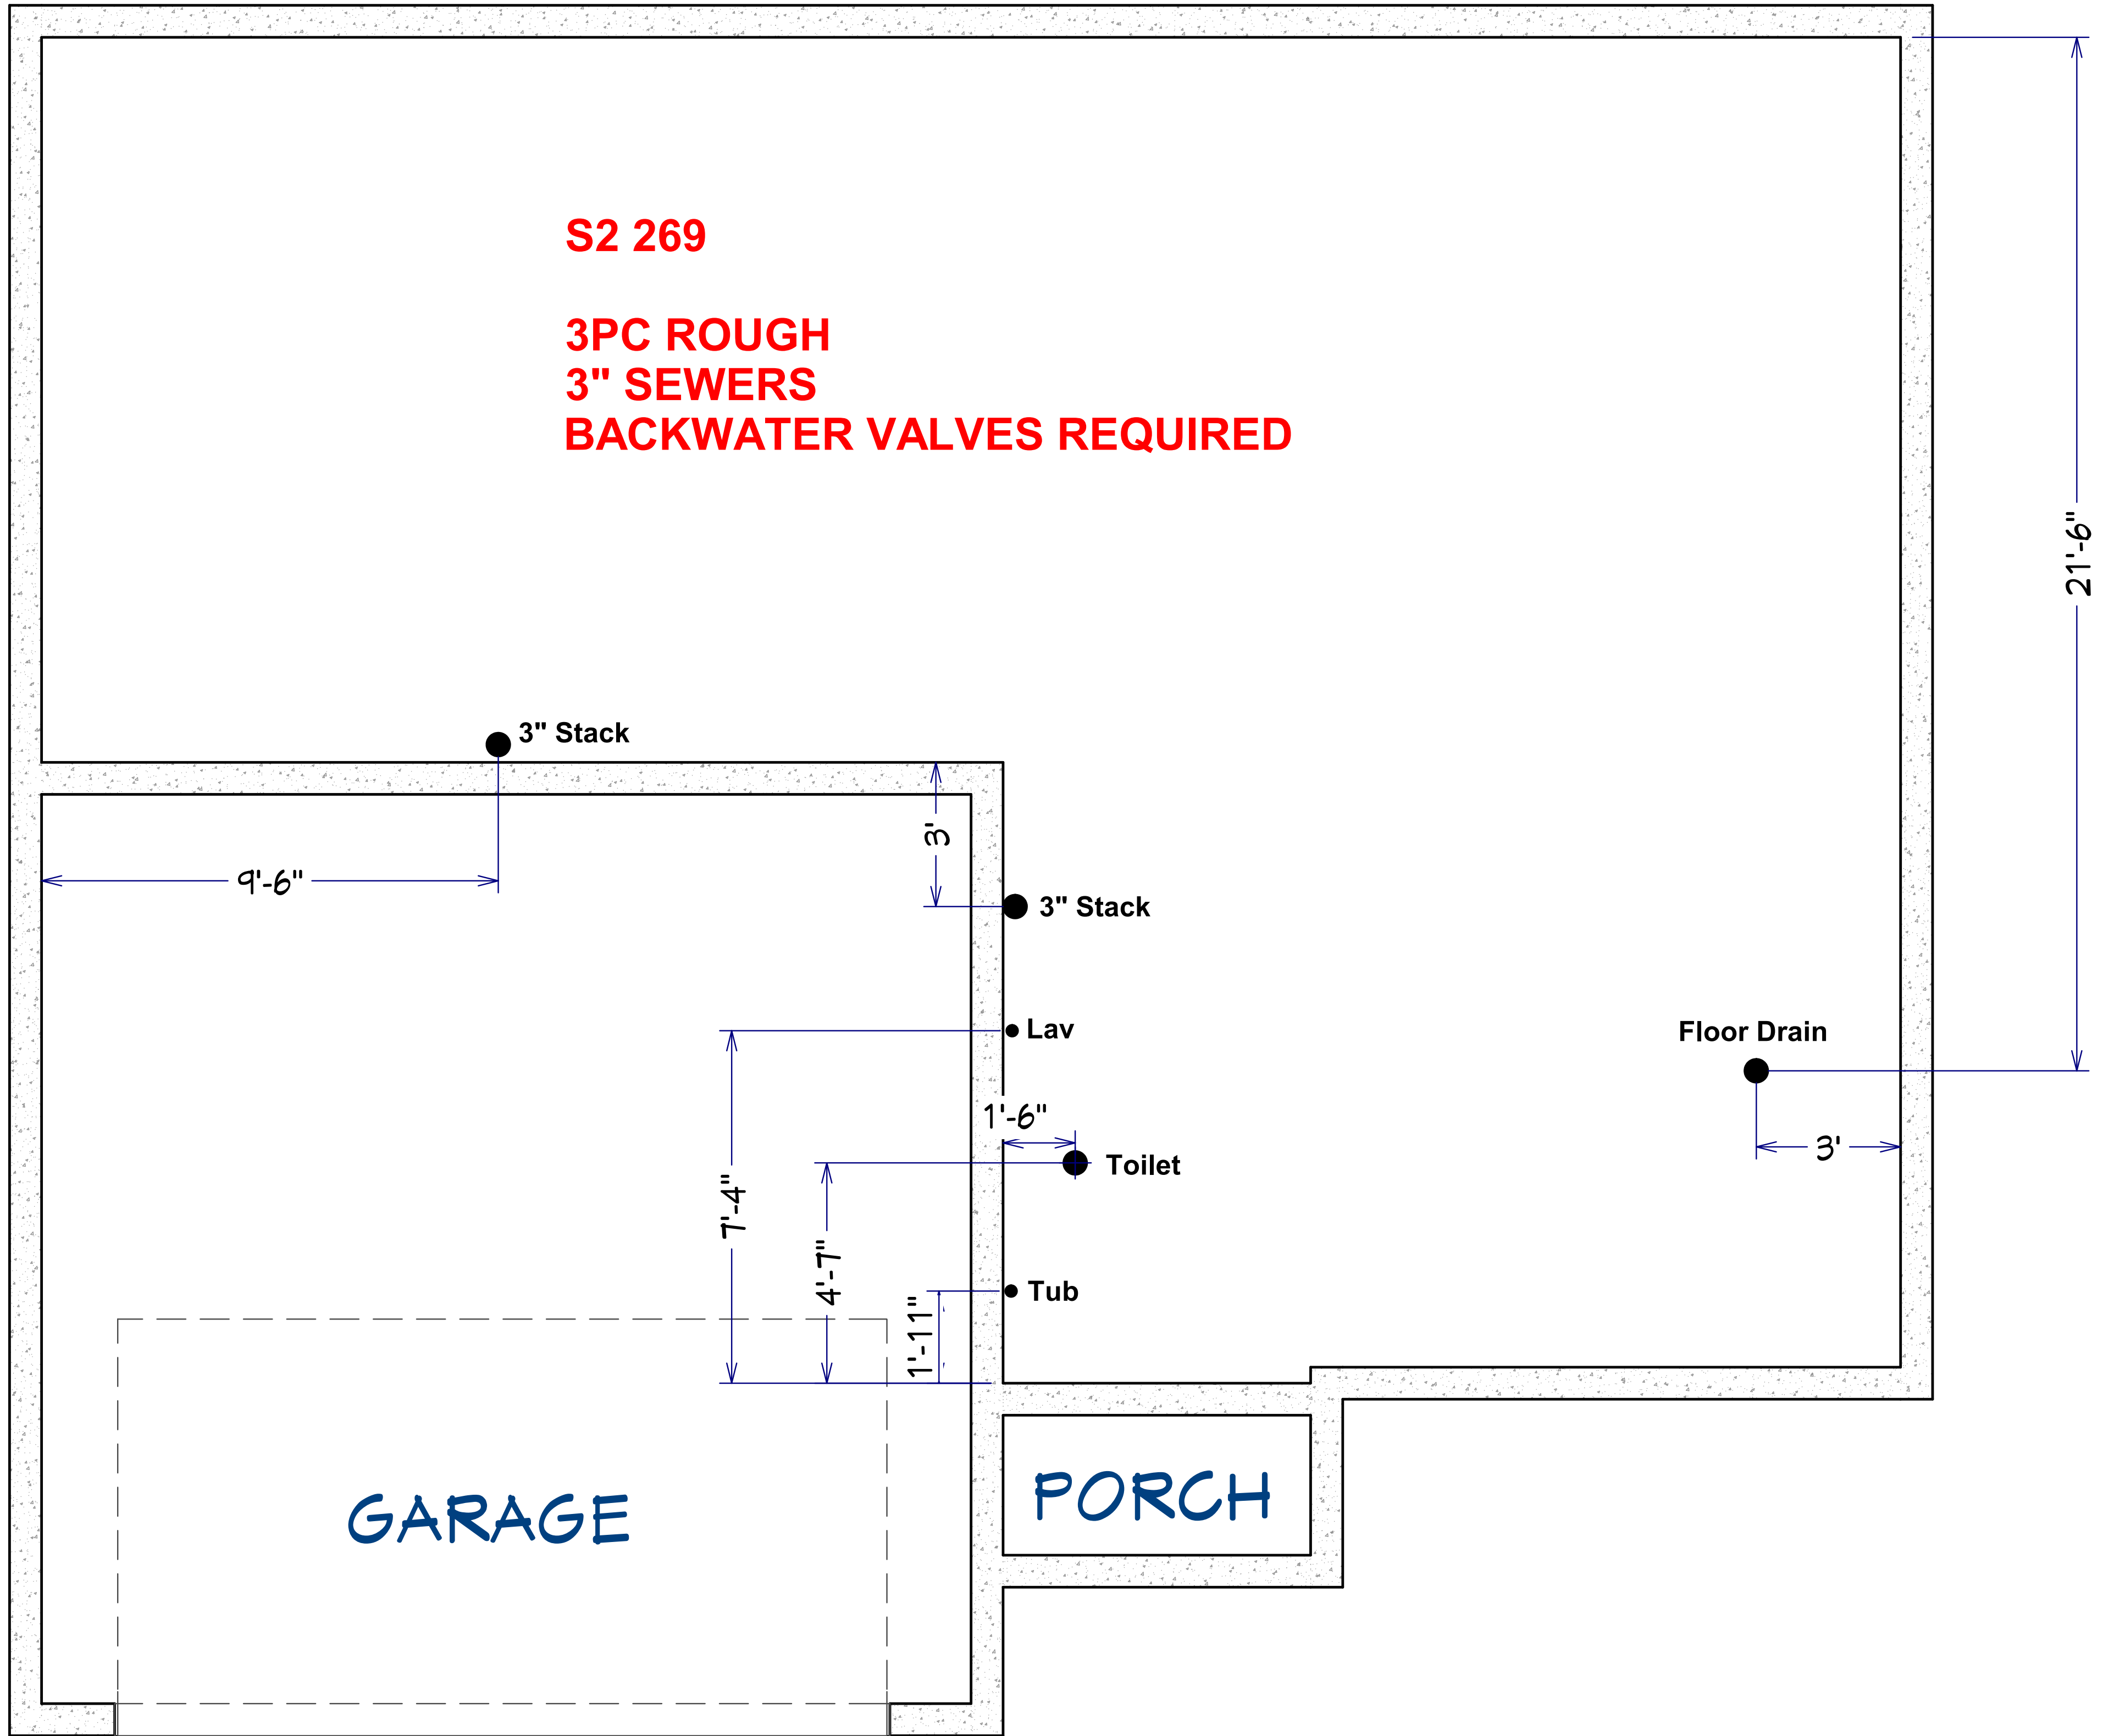 S2 269
3PC ROUGH
3" SEWERS
BACKWATER VALVES REQUIRED
21'-6"
3" Stack
3'
9'-6"
3" Stack
Lav
Floor Drain
1'-6"
3'
Toilet
7'-4"
4'-7"
Tub
1'-11"
PORCH
GARAGE